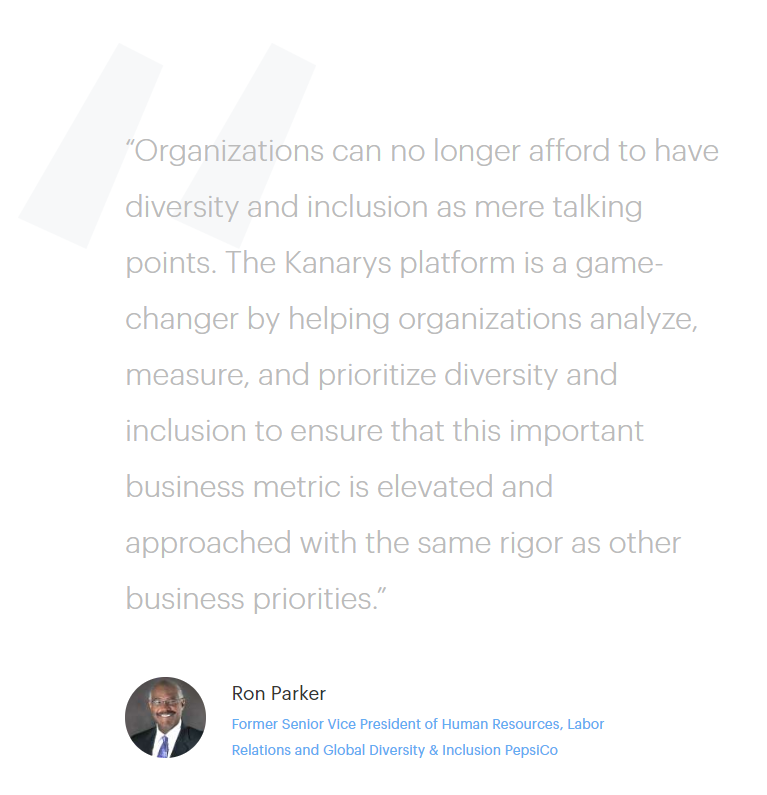 “Organizations can no longer afford to have
diversity and inclusion as mere talking
points. The Kanarys platform is a game-
changer by helping organizations analyze,
measure, and prioritize diversity and
inclusion to ensure that this important
business metric is elevated and
approached with the same rigor as other
business priorities.”
Ron Parker
Former Senior Vice President of Human Resources, Labor
Relations and Global Diversity & Inclusion PepsiCo